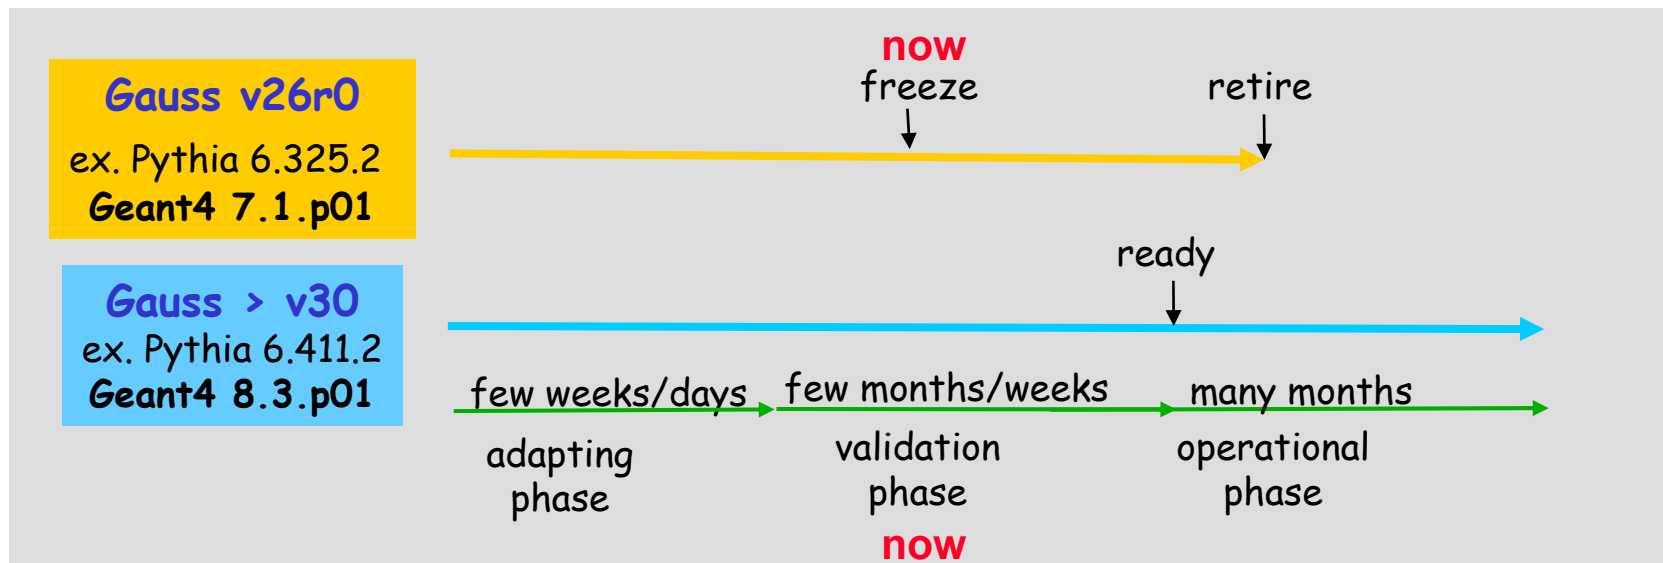 now
freeze
retire
Gauss v26r0
ex. Pythia 6.325.2
Geant4 7.1.p01
ready
Gauss > v30
ex. Pythia 6.411.2
Geant4 8.3.p01
few weeks/days
few months/weeks
many months
adapting
phase
validation
phase
operational
phase
now